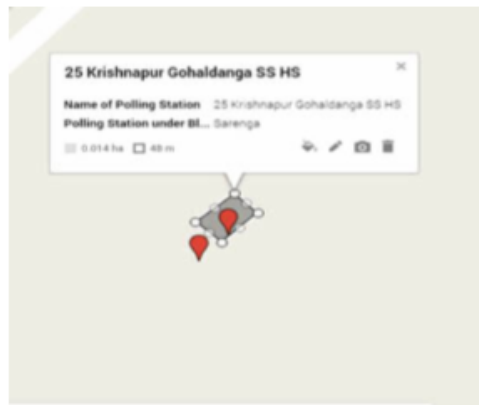 25 Krishnapur Gohaldanga SS HS
Name of Polling Station 25 Krishnapur Gohaldanga SS HS
Polling Station under Bl... Sarenga
0.014 ha 48 m